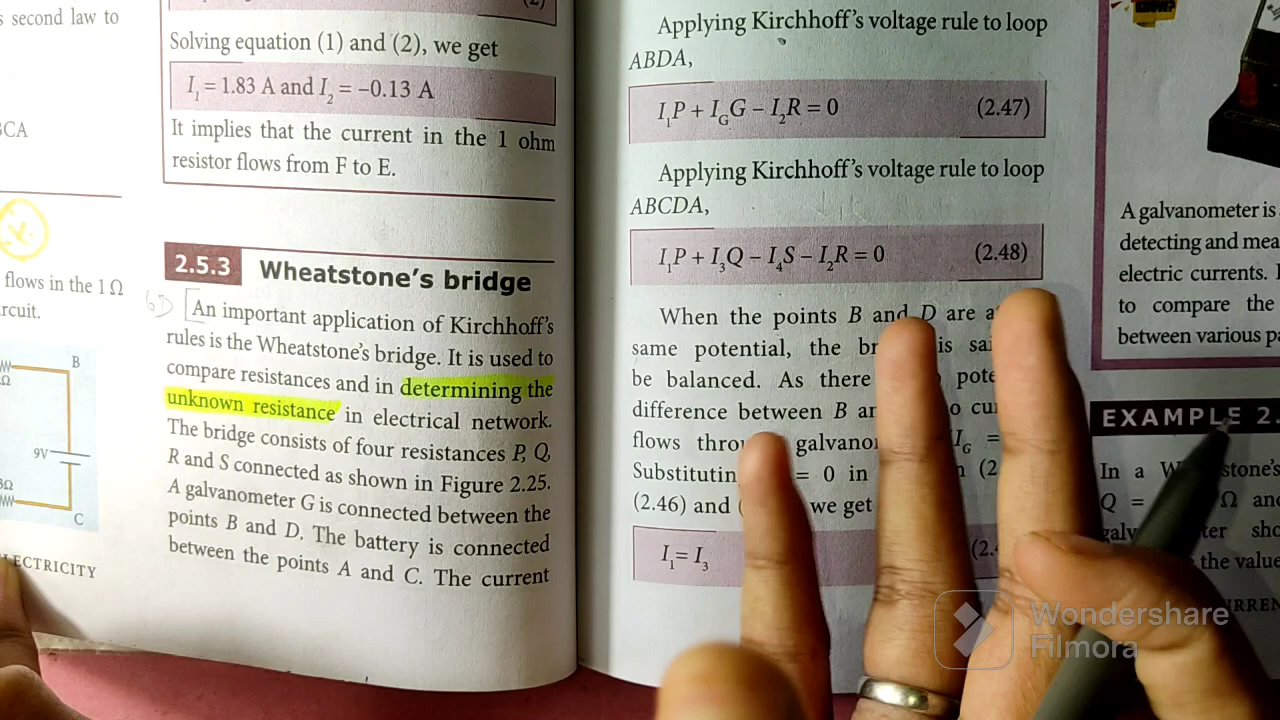 s second law to
BCA
flows in the 1 Ω
rcuit.
B
9V
C
ECTRICITY
(2)
Solving equation (1) and (2), we get
I₁ = 1.83 A and I₂ = −0.13 A
It implies that the current in the 1 ohm
resistor flows from F to E.
2.5.3 Wheatstone's bridge
An important application of Kirchhoff's
rules is the Wheatstone's bridge. It is used to
compare resistances and in determining the
unknown resistance in electrical network.
The bridge consists of four resistances P, Q,
R and S connected as shown in Figure 2.25.
A galvanometer G is connected between the
points B and D. The battery is connected
between the points A and C. The current
Applying Kirchhoff's voltage rule to loop
ABDA,
I₁P + I_G G − I₂R = 0 (2.47)
Applying Kirchhoff's voltage rule to loop
ABCDA,
I₁P + I₃Q − I₄S − I₂R = 0 (2.48)
When the points B and D are a
same potential, the br is sa
be balanced. As there pote
difference between B an o cu
flows thro galvano I_G =
Substitutin = 0 in n (2
(2.46) and we get
I₁ = I₃ (2.
A galvanometer is
detecting and mea
electric currents.
to compare the
between various p
EXAMPLE 2.
In a W stone's
Q = Ω and
galv ter sho
the value
RREN
Wondershare
Filmora